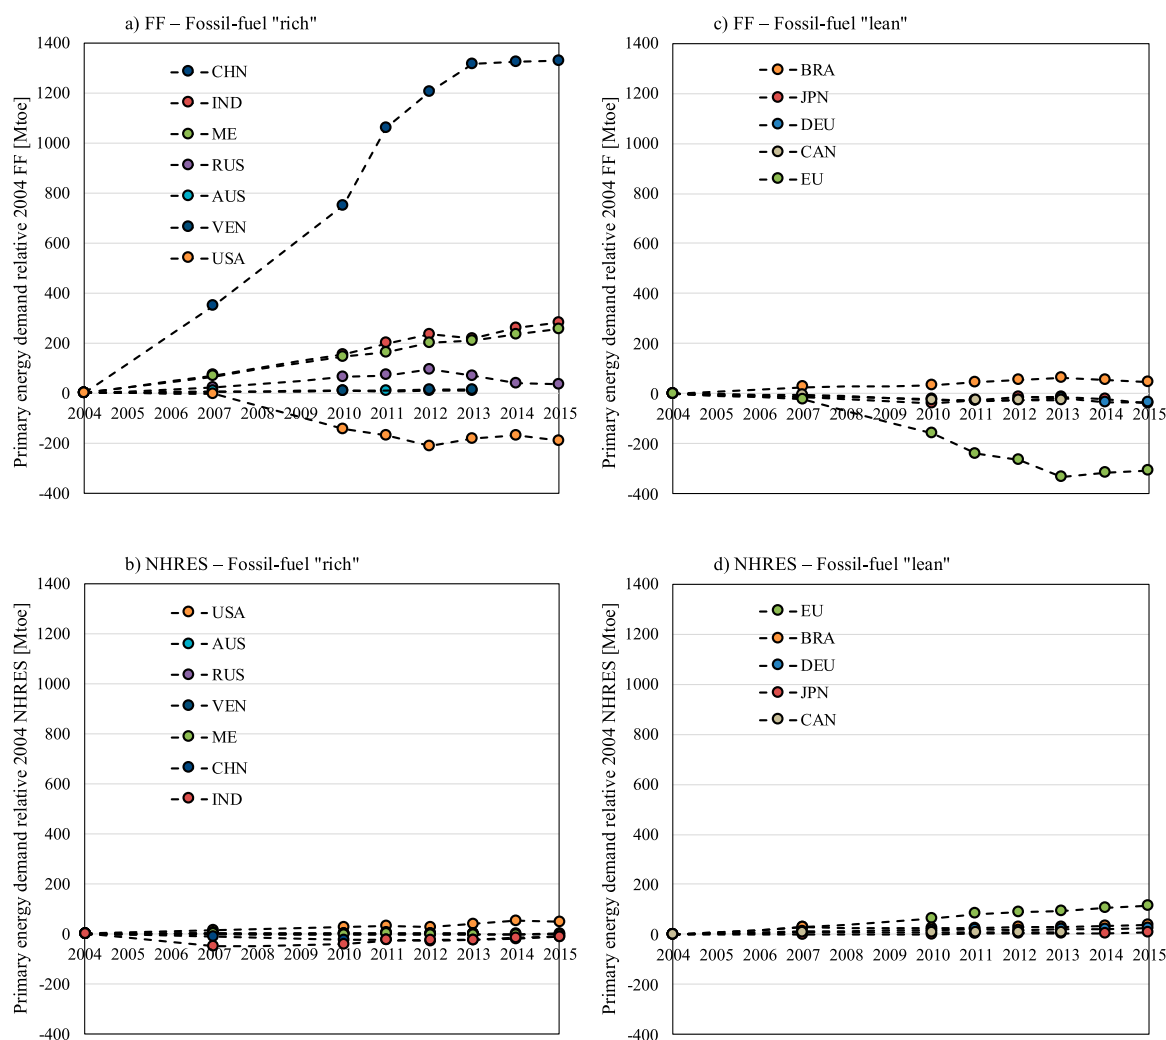 a) FF – Fossil-fuel "rich"
Primary energy demand relative 2004 FF [Mtoe]
1400
1200
1000
800
600
400
200
0
-200
-400
CHN
IND
ME
RUS
AUS
VEN
USA
2004 2005 2006 2007 2008 2009 2010 2011 2012 2013 2014 2015
c) FF – Fossil-fuel "lean"
Primary energy demand relative 2004 FF [Mtoe]
1400
1200
1000
800
600
400
200
0
-200
-400
BRA
JPN
DEU
CAN
EU
2004 2005 2006 2007 2008 2009 2010 2011 2012 2013 2014 2015
b) NHRES – Fossil-fuel "rich"
Primary energy demand relative 2004 NHRES [Mtoe]
1400
1200
1000
800
600
400
200
0
-200
-400
USA
AUS
RUS
VEN
ME
CHN
IND
2004 2005 2006 2007 2008 2009 2010 2011 2012 2013 2014 2015
d) NHRES – Fossil-fuel "lean"
Primary energy demand relative 2004 NHRES [Mtoe]
1400
1200
1000
800
600
400
200
0
-200
-400
EU
BRA
DEU
JPN
CAN
2004 2005 2006 2007 2008 2009 2010 2011 2012 2013 2014 2015